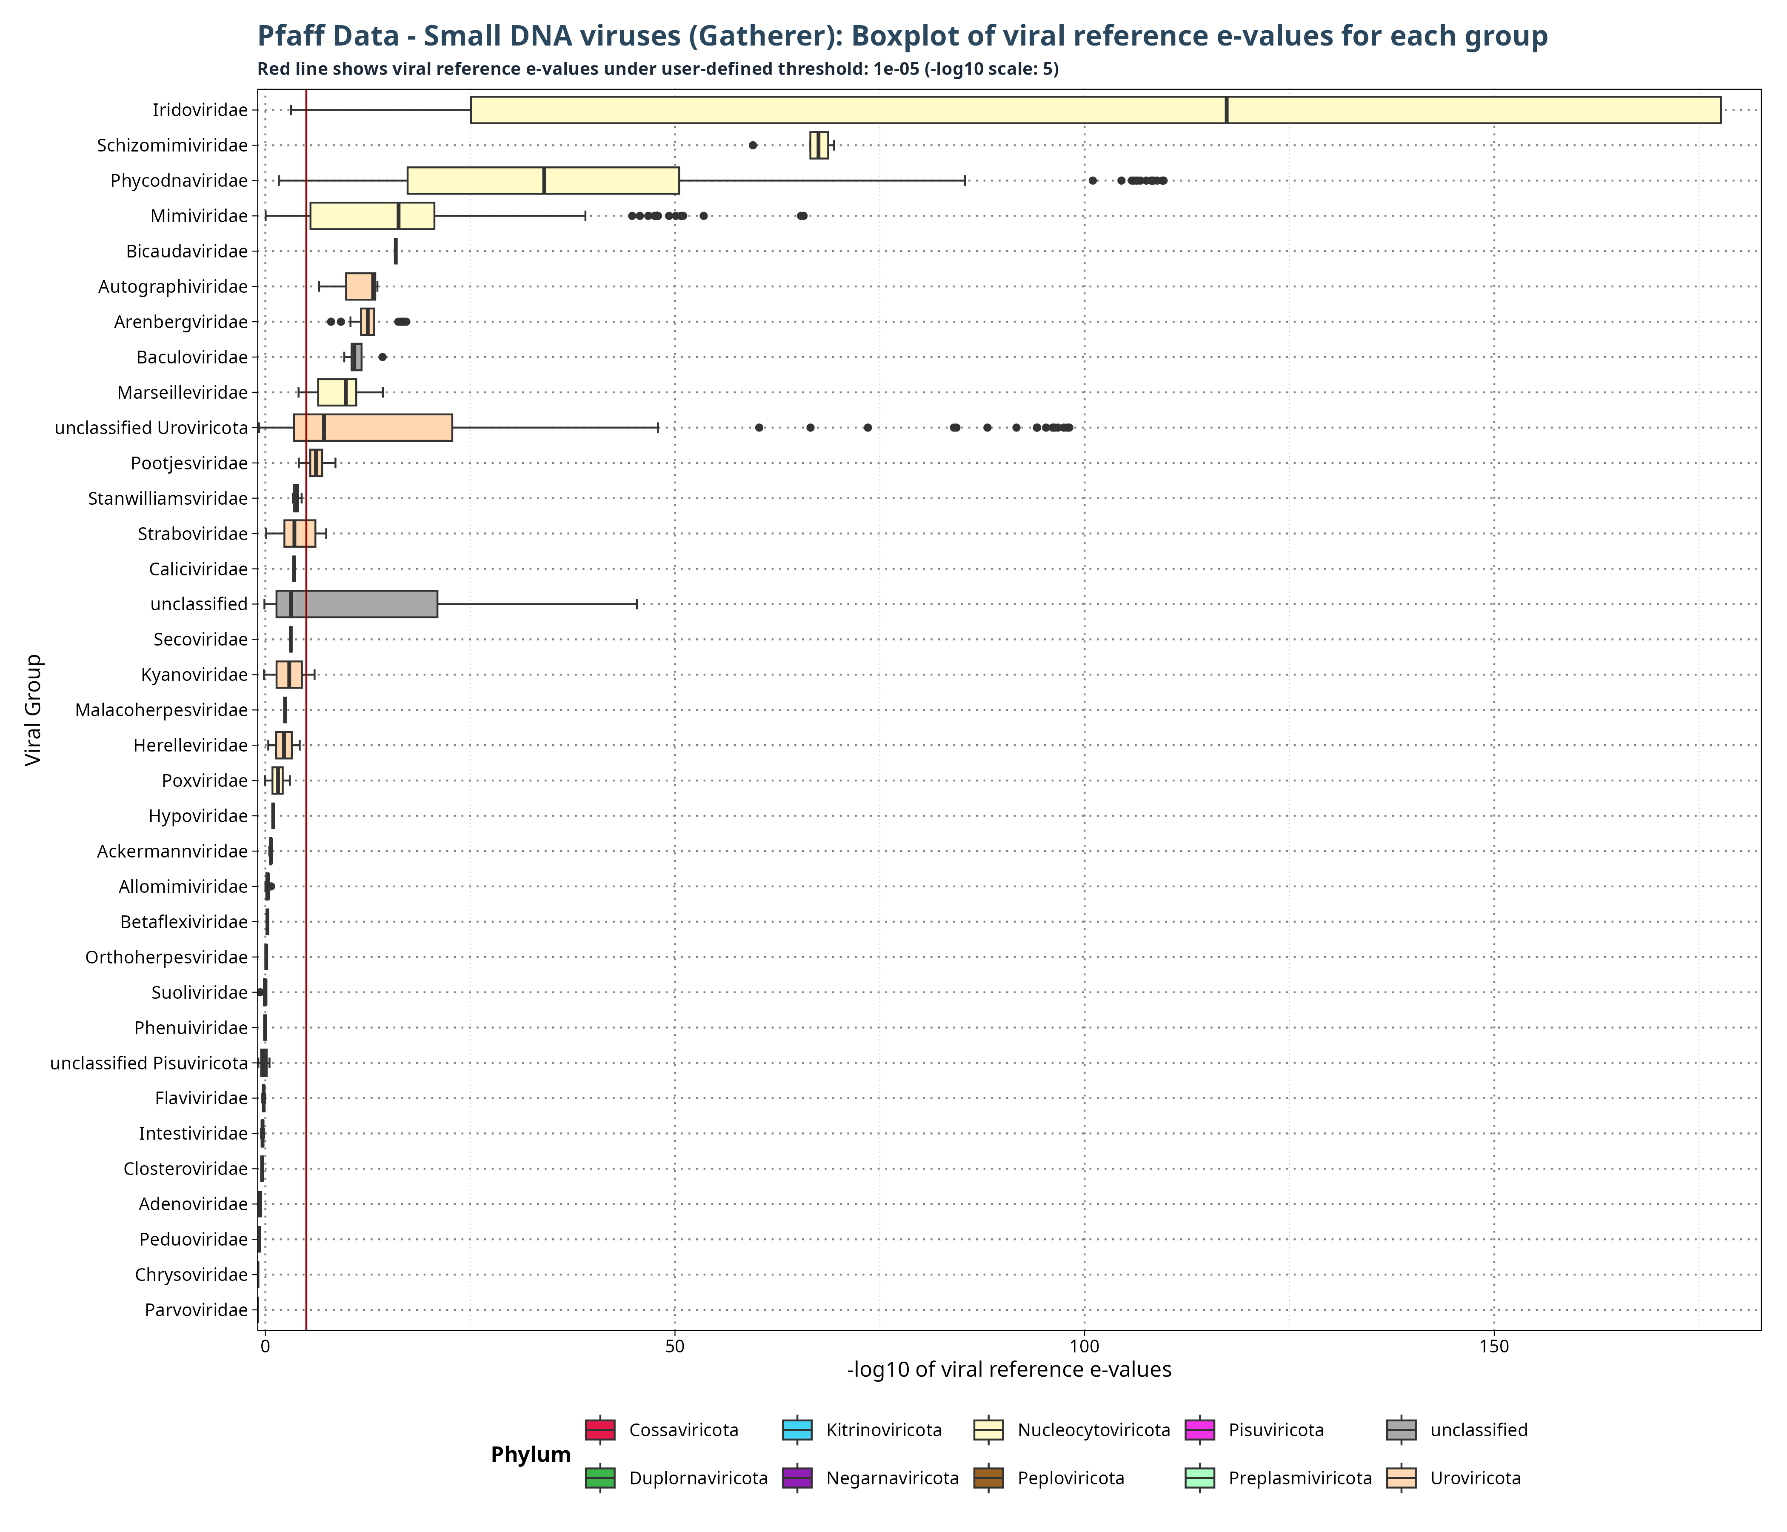 Pfaff Data - Small DNA viruses (Gatherer): Boxplot of viral reference e-values for each group
Red line shows viral reference e-values under user-defined threshold: 1e-05 (-log10 scale: 5)
Viral Group
Iridoviridae
Schizomimiviridae
Phycodnaviridae
Mimiviridae
Bicaudaviridae
Autographiviridae
Arenbergviridae
Baculoviridae
Marseilleviridae
unclassified Uroviricota
Pootjesviridae
Stanwilliamsviridae
Straboviridae
Caliciviridae
unclassified
Secoviridae
Kyanoviridae
Malacoherpesviridae
Herelleviridae
Poxviridae
Hypoviridae
Ackermannviridae
Allomimiviridae
Betaflexiviridae
Orthoherpesviridae
Suoliviridae
Phenuiviridae
unclassified Pisuviricota
Flaviviridae
Intestiviridae
Closteroviridae
Adenoviridae
Peduoviridae
Chrysoviridae
Parvoviridae
0 50 100 150
-log10 of viral reference e-values
Phylum
Cossaviricota Kitrinoviricota Nucleocytoviricota Pisuviricota unclassified
Duplornaviricota Negarnaviricota Peploviricota Preplasmiviricota Uroviricota